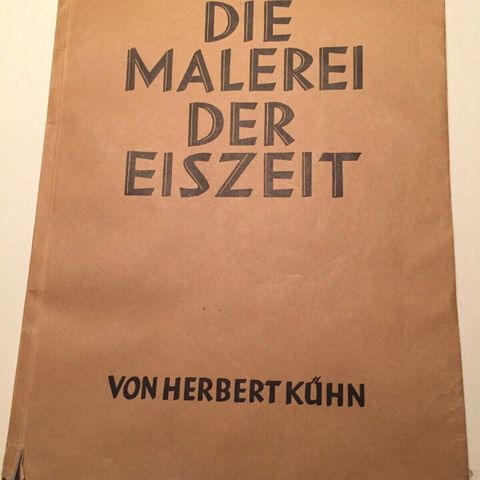 DIE
MALEREI
DER
EISZEIT
VON HERBERT KÜHN